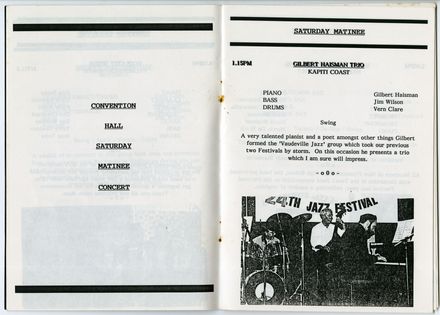 CONVENTION
HALL
SATURDAY
MATINEE
CONCERT
SATURDAY MATINEE
1.15PM GILBERT HAISMAN TRIO
KAPITI COAST
PIANO Gilbert Haisman
BASS Jim Wilson
DRUMS Vern Clare
Swing
A very talented pianist and a poet amongst other things Gilbert
formed the 'Vaudeville Jazz' group which took our previous
two Festivals by storm. On this occasion he presents a trio
which I am sure will impress.
-oOo-
24TH JAZZ FESTIVAL